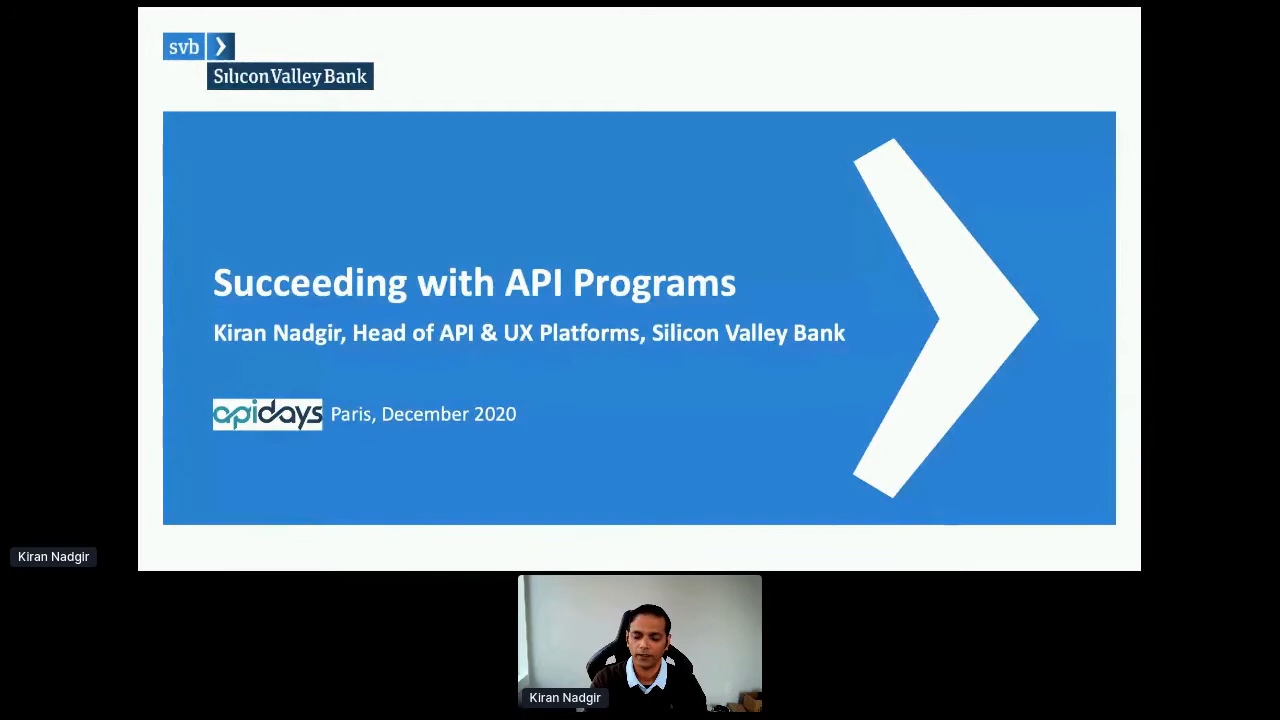 svb
Silicon Valley Bank
Succeeding with API Programs
Kiran Nadgir, Head of API & UX Platforms, Silicon Valley Bank
apidays Paris, December 2020
Kiran Nadgir
Kiran Nadgir